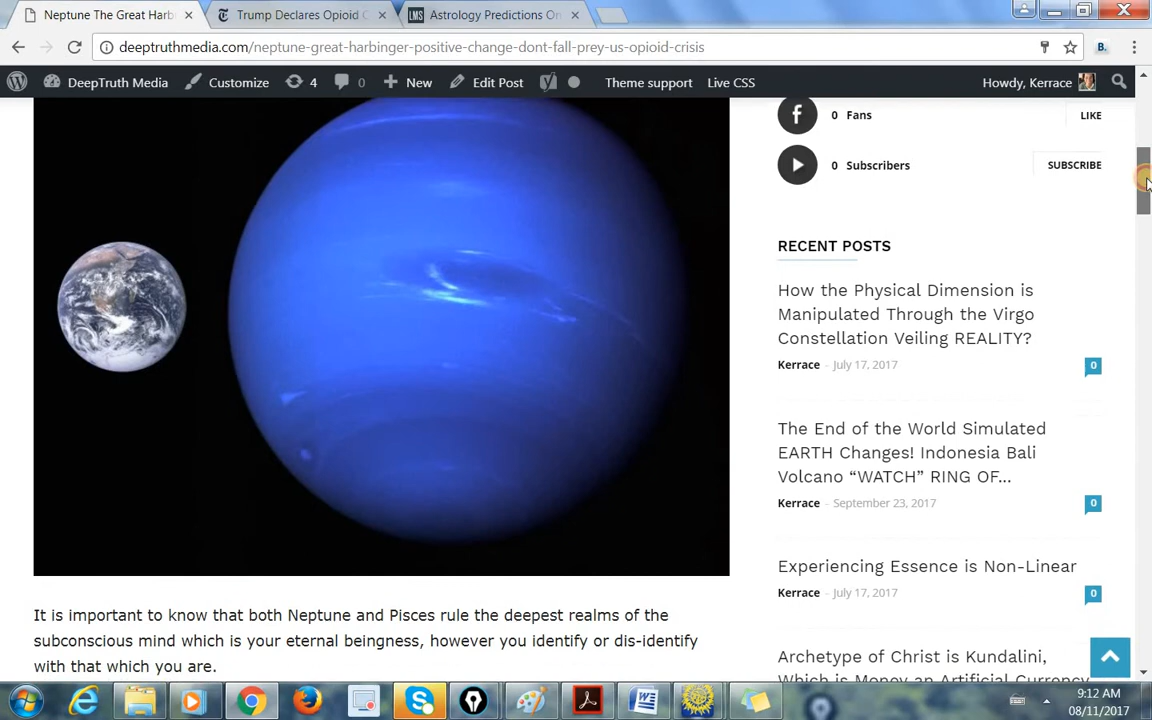 Neptune The Great Harb
Trump Declares Opioid C
LMS Astrology Predictions On
deeptruthmedia.com/neptune-great-harbinger-positive-change-dont-fall-prey-us-opioid-crisis
B.
DeepTruth Media Customize 4 0 New Edit Post Theme support Live CSS Howdy, Kerrace
0 Fans LIKE
0 Subscribers SUBSCRIBE
RECENT POSTS
How the Physical Dimension is
Manipulated Through the Virgo
Constellation Veiling REALITY?
Kerrace - July 17, 2017 0
The End of the World Simulated
EARTH Changes! Indonesia Bali
Volcano “WATCH” RING OF...
Kerrace - September 23, 2017 0
Experiencing Essence is Non-Linear
Kerrace - July 17, 2017 0
Archetype of Christ is Kundalini,
Which is Money an Artificial Currency
It is important to know that both Neptune and Pisces rule the deepest realms of the
subconscious mind which is your eternal beingness, however you identify or dis-identify
with that which you are.
9:12 AM
08/11/2017